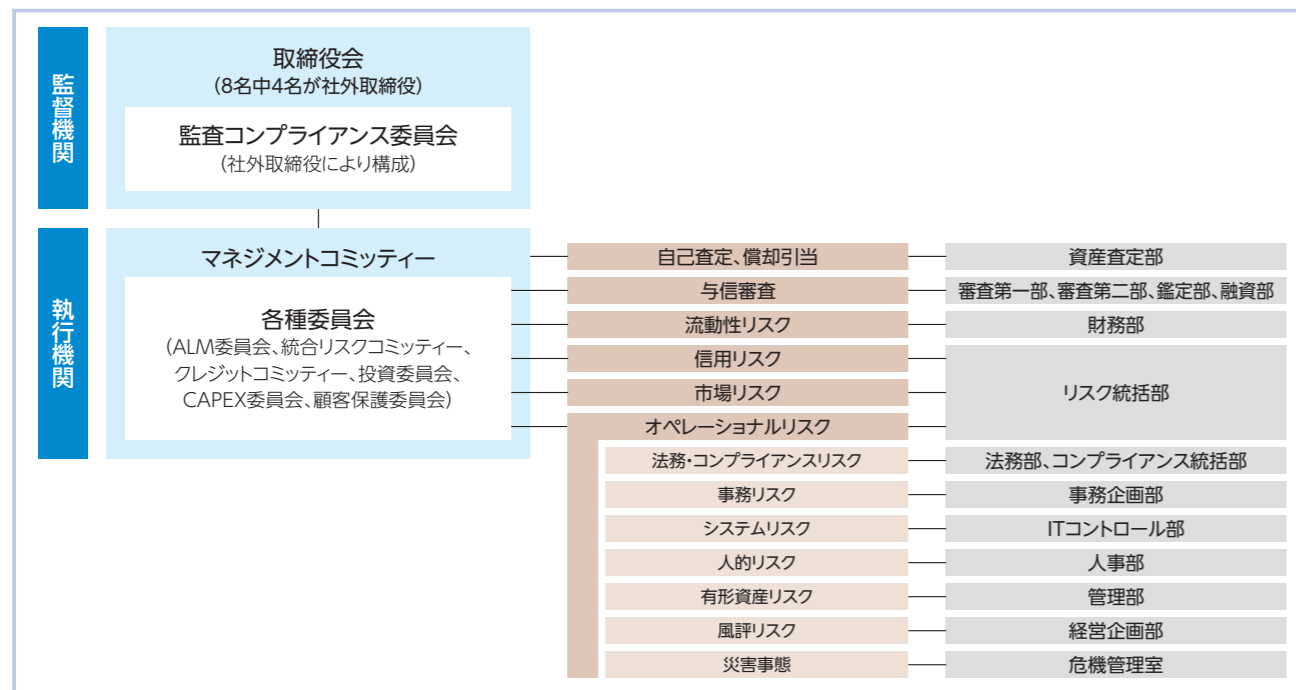 監督機関
取締役会
(8名中4名が社外取締役)
監査コンプライアンス委員会
(社外取締役により構成)
執行機関
マネジメントコミッティー
各種委員会
(ALM委員会、統合リスクコミッティー、
クレジットコミッティー、投資委員会、
CAPEX委員会、顧客保護委員会)
自己査定、償却引当
資産査定部
与信審査
審査第一部、審査第二部、鑑定部、融資部
流動性リスク
財務部
信用リスク
市場リスク
リスク統括部
オペレーショナルリスク
法務・コンプライアンスリスク
法務部、コンプライアンス統括部
事務リスク
事務企画部
システムリスク
ITコントロール部
人的リスク
人事部
有形資産リスク
管理部
風評リスク
経営企画部
災害事態
危機管理室